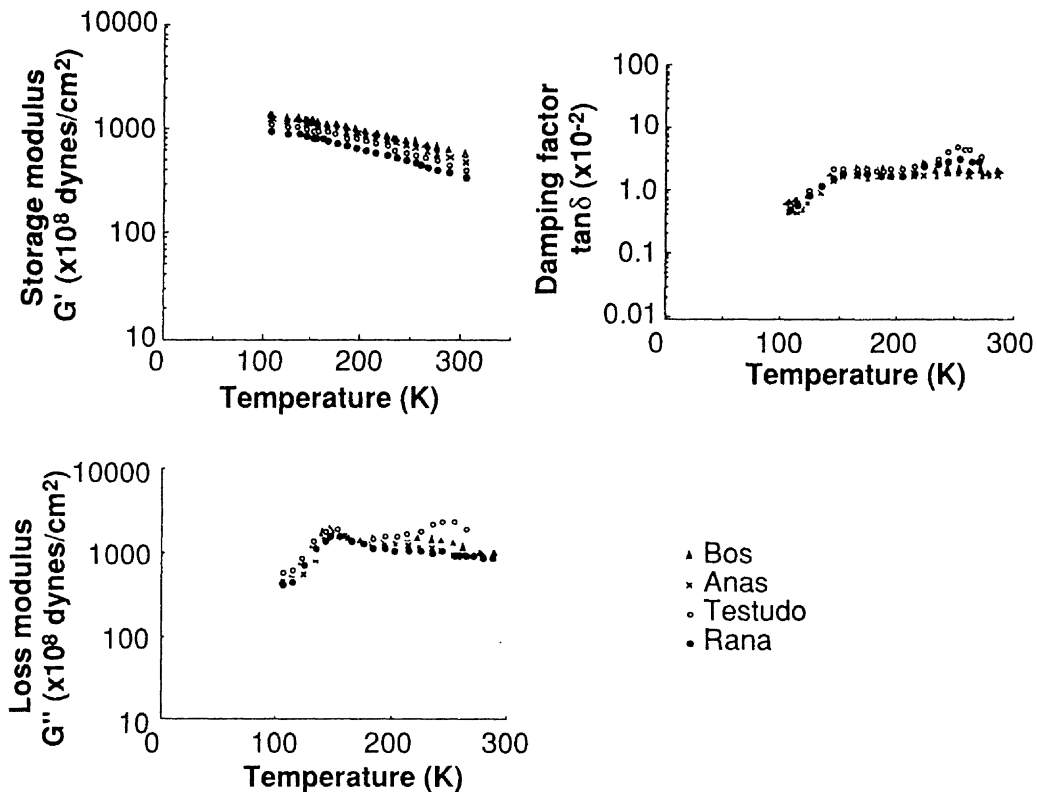 Storage modulus
G' (x10⁸ dynes/cm²)
10000
1000
100
10
0
100
200
300
Temperature (K)
Damping factor
tanδ (x10⁻²)
100
10
1.0
0.1
0.01
0
100
200
300
Temperature (K)
Loss modulus
G" (x10⁸ dynes/cm²)
10000
1000
100
10
0
100
200
300
Temperature (K)
▲ Bos
× Anas
○ Testudo
● Rana